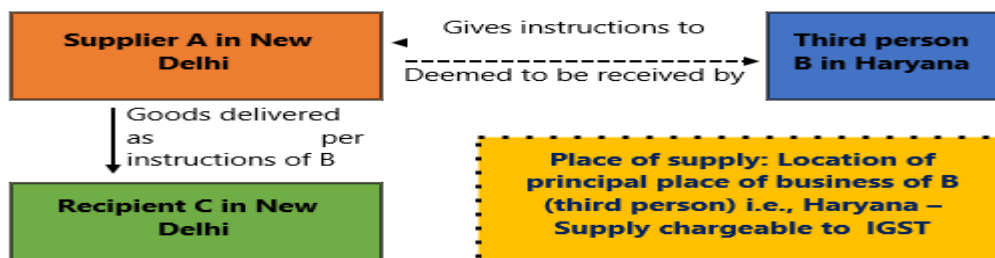 Supplier A in New
Delhi
Gives instructions to
Deemed to be received by
Third person
B in Haryana
Goods delivered
as per
instructions of B
Recipient C in New
Delhi
Place of supply: Location of
principal place of business of B
(third person) i.e., Haryana –
Supply chargeable to IGST